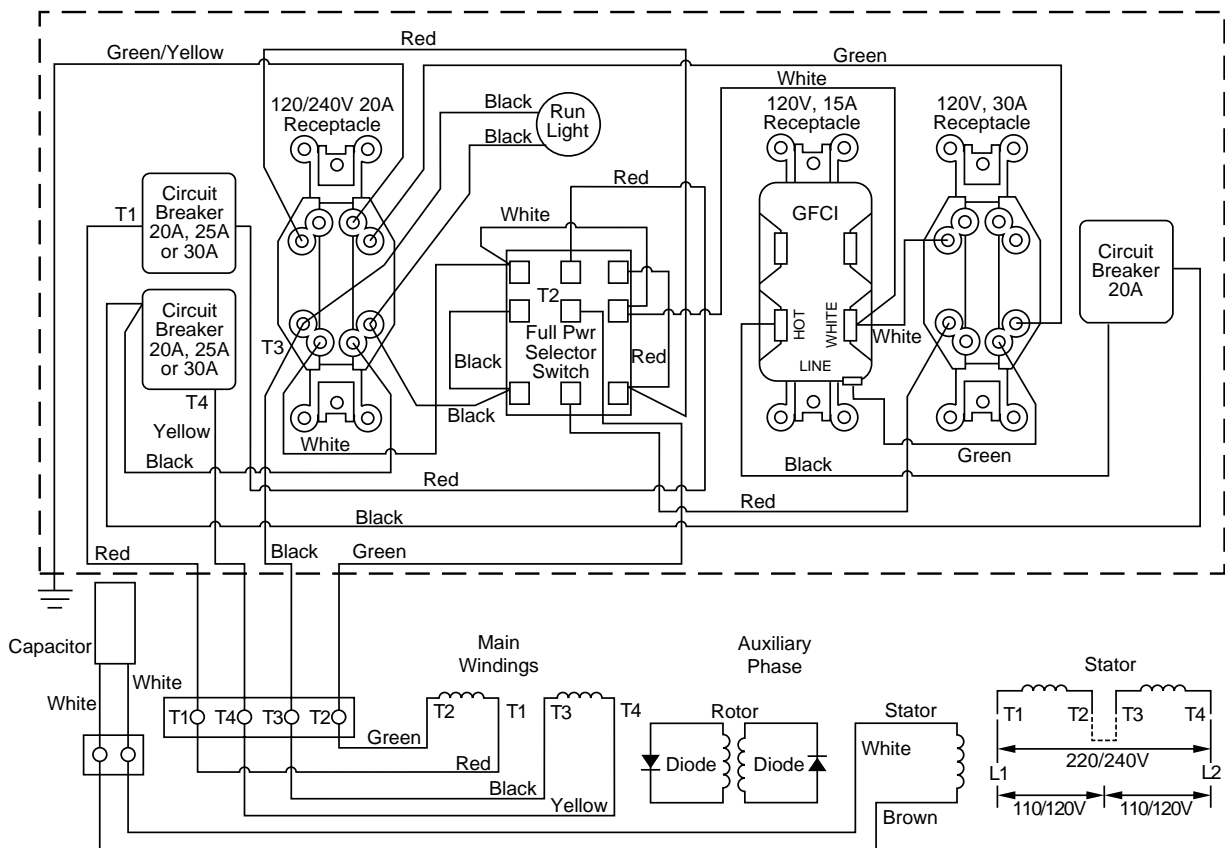 Red
Green/Yellow
Green
White
120/240V 20A
Receptacle
Black
Black
Run
Light
120V, 15A
Receptacle
120V, 30A
Receptacle
Red
Circuit
Breaker
20A, 25A
or 30A
T1
White
GFCI
Circuit
Breaker
20A
Circuit
Breaker
20A, 25A
or 30A
T3
T2
Full Pwr
Selector
Switch
Black
Red
HOT
WHITE
LINE
White
T4
Yellow
Black
White
Black
Black
Green
Red
Red
Black
Red
Black
Green
Capacitor
Main
Windings
Auxiliary
Phase
Stator
White
White
T1
T4
T3
T2
T2
T1
T3
T4
Green
Red
Black
Yellow
Rotor
Diode
Diode
Stator
White
Brown
T1
T2
T3
T4
220/240V
L1
L2
110/120V
110/120V